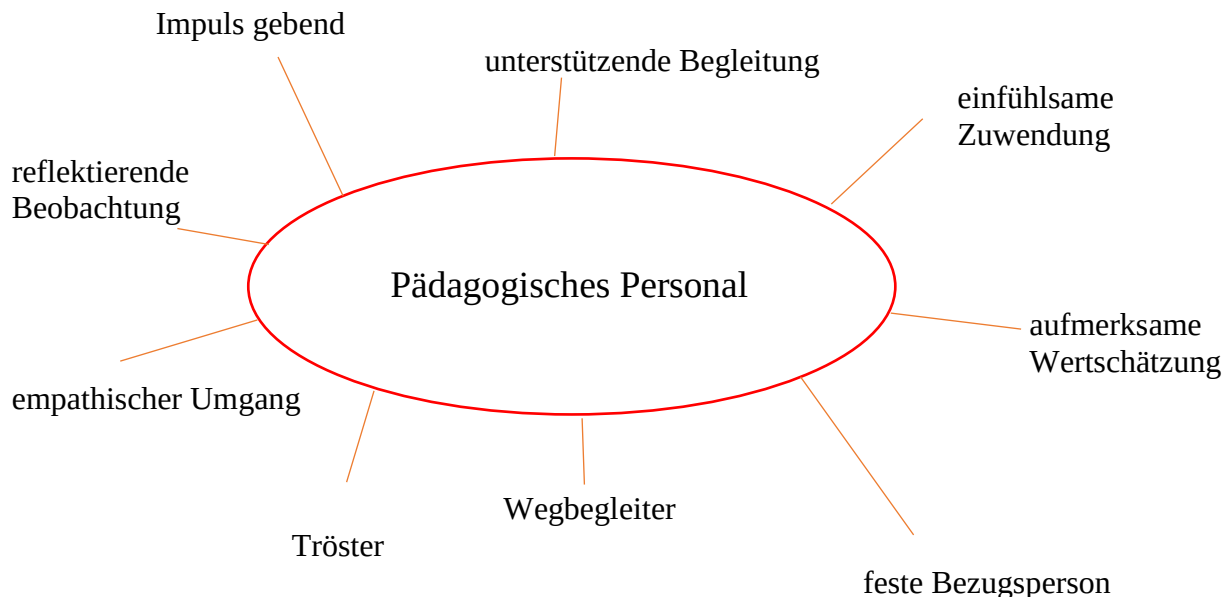 Impuls gebend
unterstützende Begleitung
einfühlsame
Zuwendung
reflektierende
Beobachtung
Pädagogisches Personal
aufmerksame
Wertschätzung
empathischer Umgang
Wegbegleiter
Tröster
feste Bezugsperson